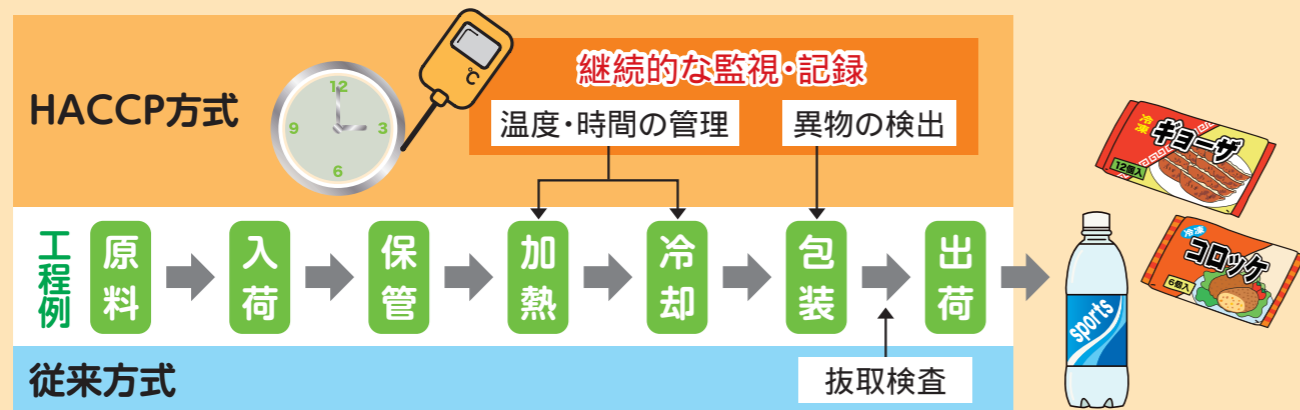 HACCP方式
12
9
3
6
℃
継続的な監視・記録
温度・時間の管理
異物の検出
工程例
原料
入荷
保管
加熱
冷却
包装
出荷
従来方式
抜取検査
冷凍
ギョーザ
12個入
冷凍
コロッケ
6個入
sports